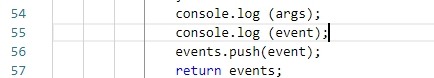 54 console.log (args);
55 console.log (event);
56 events.push(event);
57 return events;